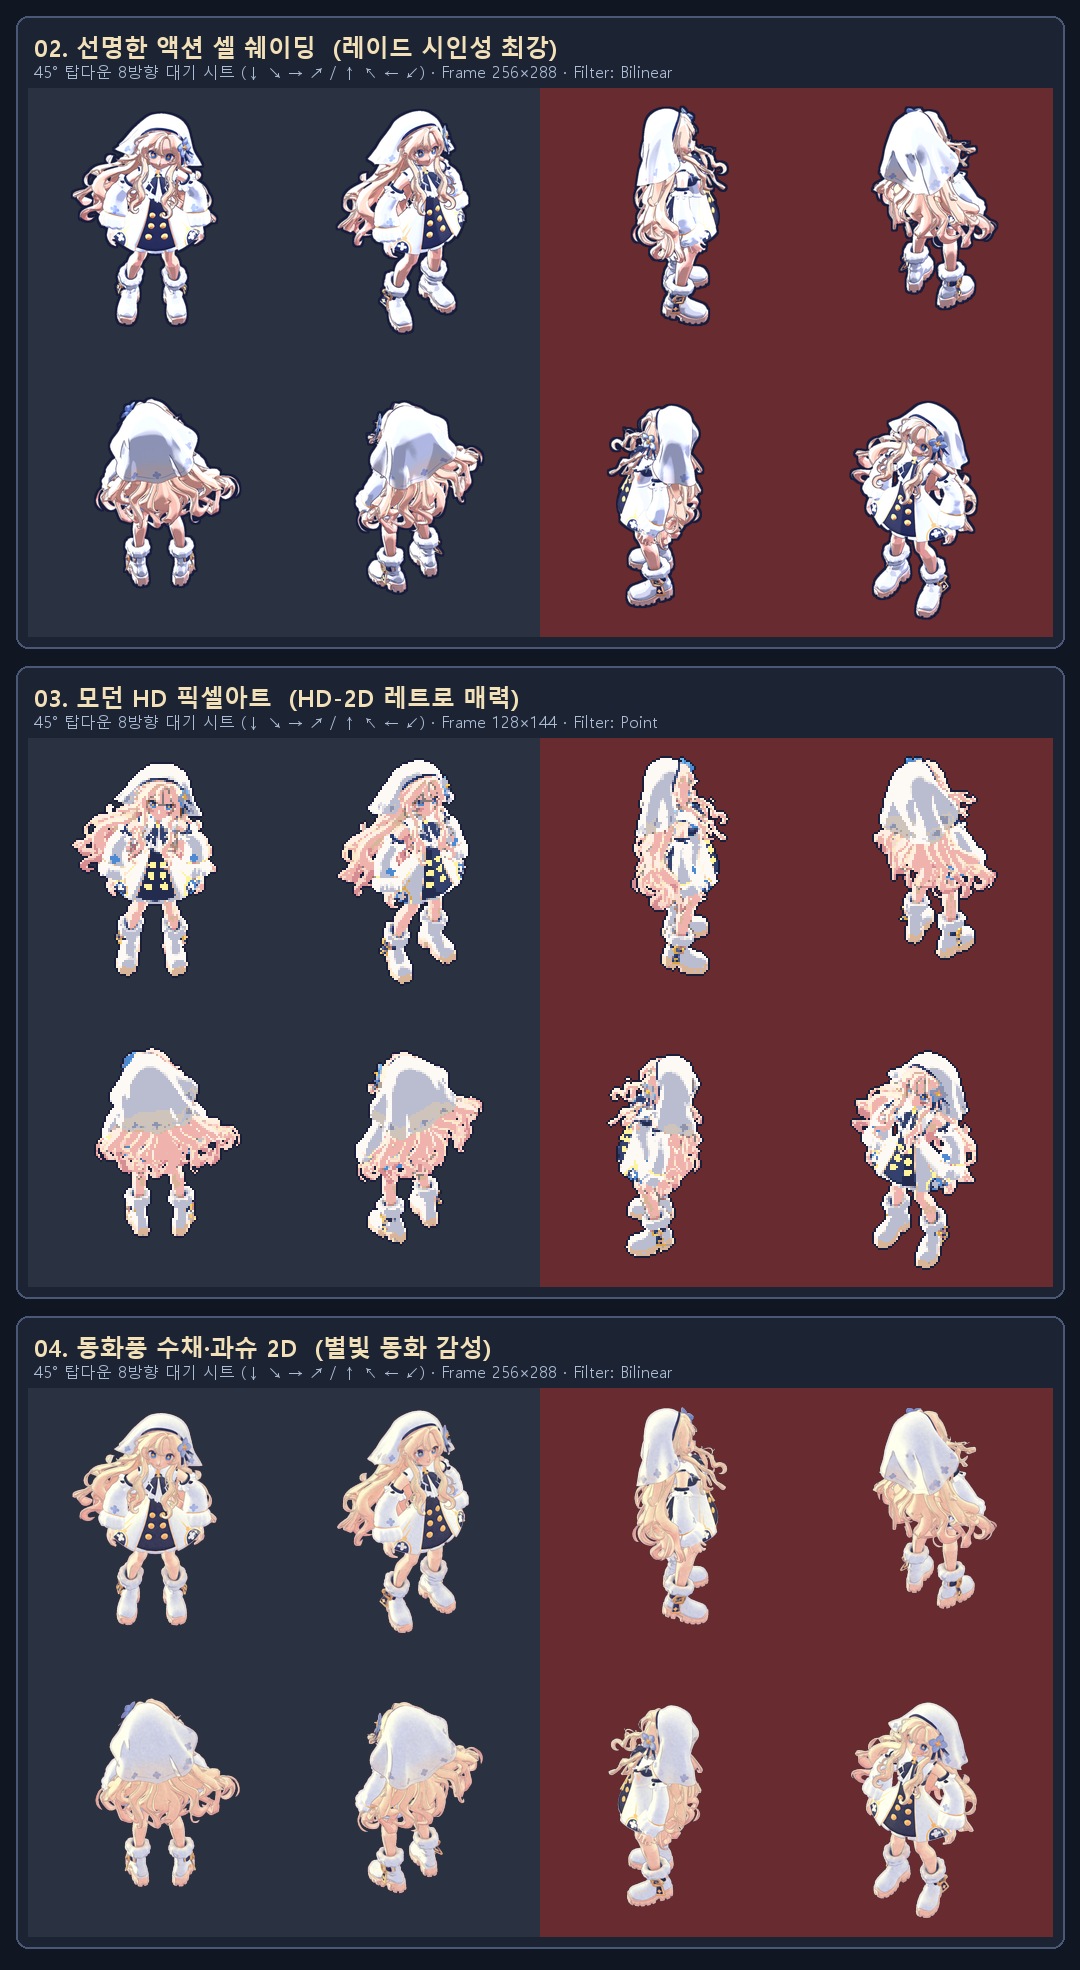 02. 선명한 액션 셀 쉐이딩 (레이드 시인성 최강)
45° 탑다운 8방향 대기 시트 (↓ ↘ → ↗ / ↑ ↖ ← ↙) · Frame 256×288 · Filter: Bilinear
03. 모던 HD 픽셀아트 (HD-2D 레트로 매력)
45° 탑다운 8방향 대기 시트 (↓ ↘ → ↗ / ↑ ↖ ← ↙) · Frame 128×144 · Filter: Point
04. 동화풍 수채·과슈 2D (별빛 동화 감성)
45° 탑다운 8방향 대기 시트 (↓ ↘ → ↗ / ↑ ↖ ← ↙) · Frame 256×288 · Filter: Bilinear